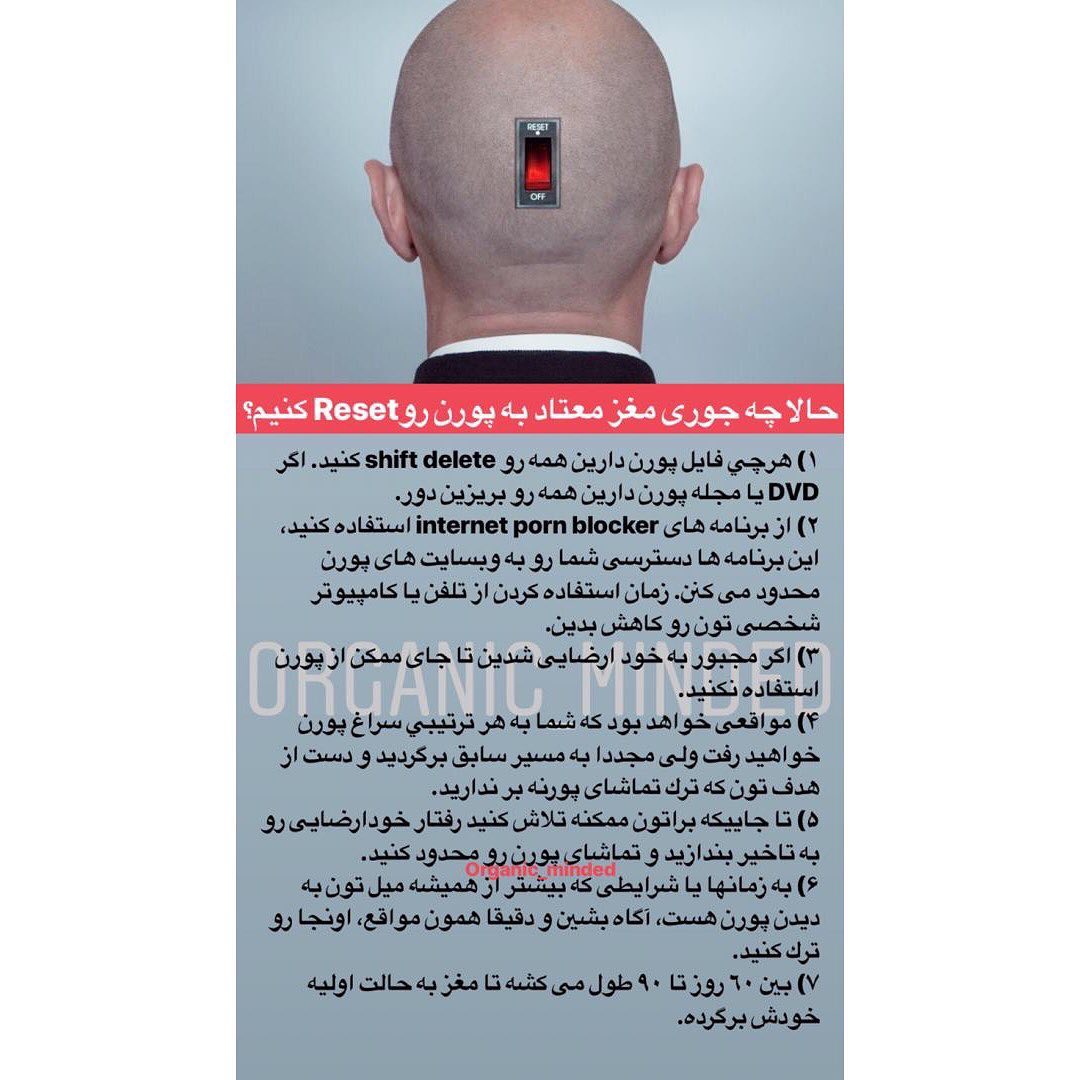 RESET
OFF
حالا چه جوری مغز معتاد به پورن رو Reset کنیم؟
۱) هرچي فایل پورن دارین همه رو shift delete کنید. اگر
DVD یا مجله پورن دارین همه رو بریزین دور.
۲) از برنامه های internet porn blocker استفاده کنید،
این برنامه ها دسترسی شما رو به وبسایت های پورن
محدود می کنن. زمان استفاده کردن از تلفن یا کامپیوتر
شخصی تون رو کاهش بدین.
ORGANIC MINDED
۳) اگر مجبور به خود ارضایی شدین تا جای ممکن از پورن
استفاده نکنید.
۴) مواقعی خواهد بود که شما به هر ترتیبي سراغ پورن
خواهید رفت ولی مجددا به مسیر سابق برگردید و دست از
هدف تون که ترك تماشای پورنه بر ندارید.
۵) تا جاییکه براتون ممکنه تلاش کنید رفتار خودارضایی رو
به تاخیر بندازید و تماشای پورن رو محدود کنید.
Organic_minded
۶) به زمانها یا شرایطی که بیشتر از همیشه میل تون به
دیدن پورن هست، آگاه بشین و دقیقا همون مواقع، اونجا رو
ترك کنید.
۷) بین ٦٠ روز تا ٩٠ طول می کشه تا مغز به حالت اولیه
خودش برگرده.